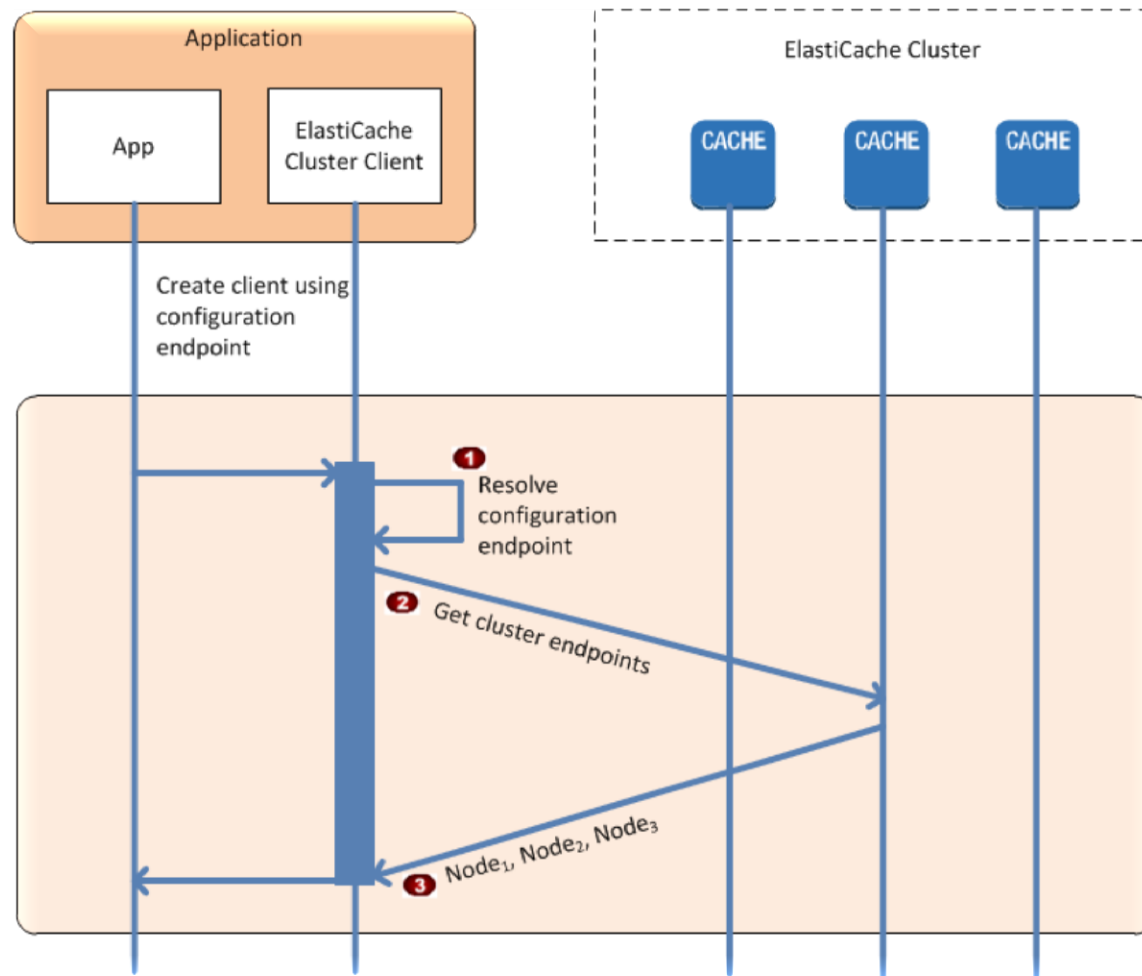 Application
ElastiCache Cluster
App
ElastiCache
Cluster Client
CACHE
CACHE
CACHE
Create client using
configuration
endpoint
1
Resolve
configuration
endpoint
2
Get cluster endpoints
3
Node₁, Node₂, Node₃